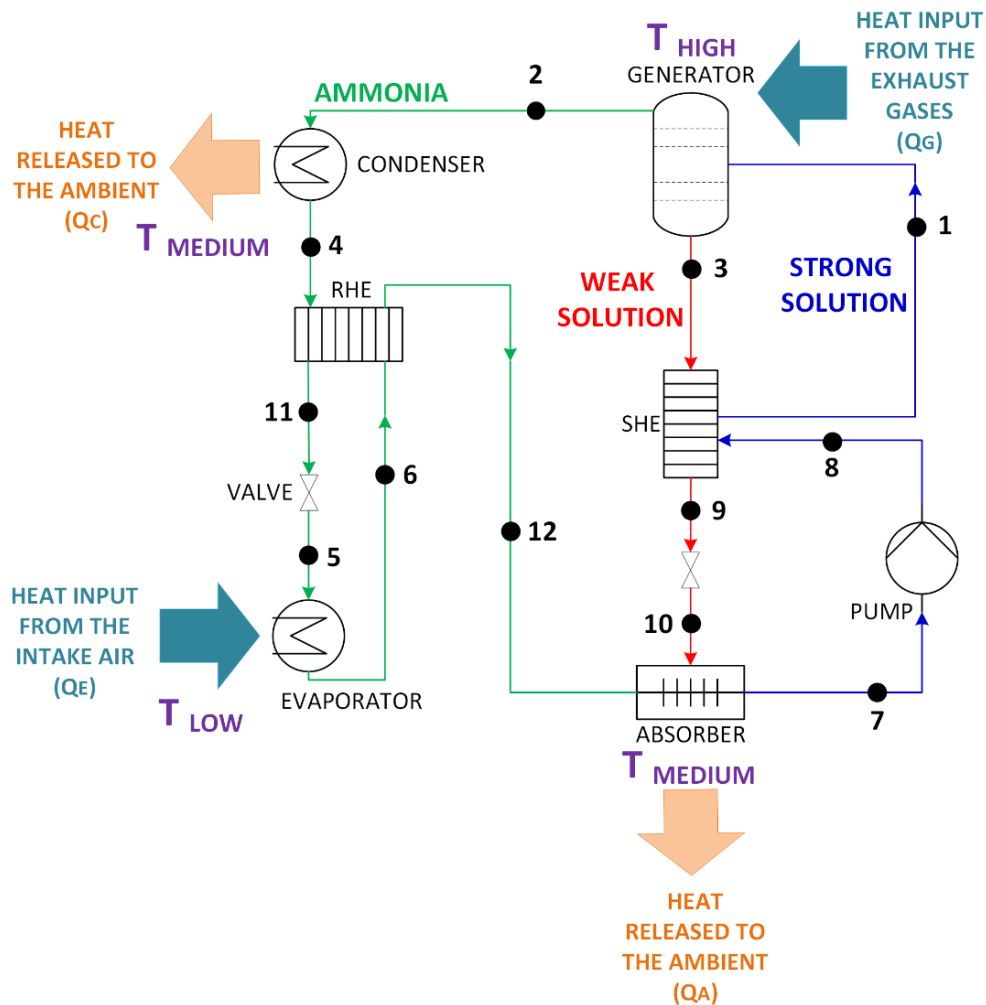 T HIGH
GENERATOR
HEAT INPUT
FROM THE
EXHAUST
GASES
(QG)
2
AMMONIA
HEAT
RELEASED TO
THE AMBIENT
(QC)
CONDENSER
T MEDIUM
4
1
3
RHE
6
WEAK
SOLUTION
STRONG
SOLUTION
11
SHE
8
VALVE
6
9
12
5
HEAT INPUT
FROM THE
INTAKE AIR
(QE)
PUMP
10
EVAPORATOR
T LOW
7
ABSORBER
T MEDIUM
HEAT
RELEASED TO
THE AMBIENT
(QA)